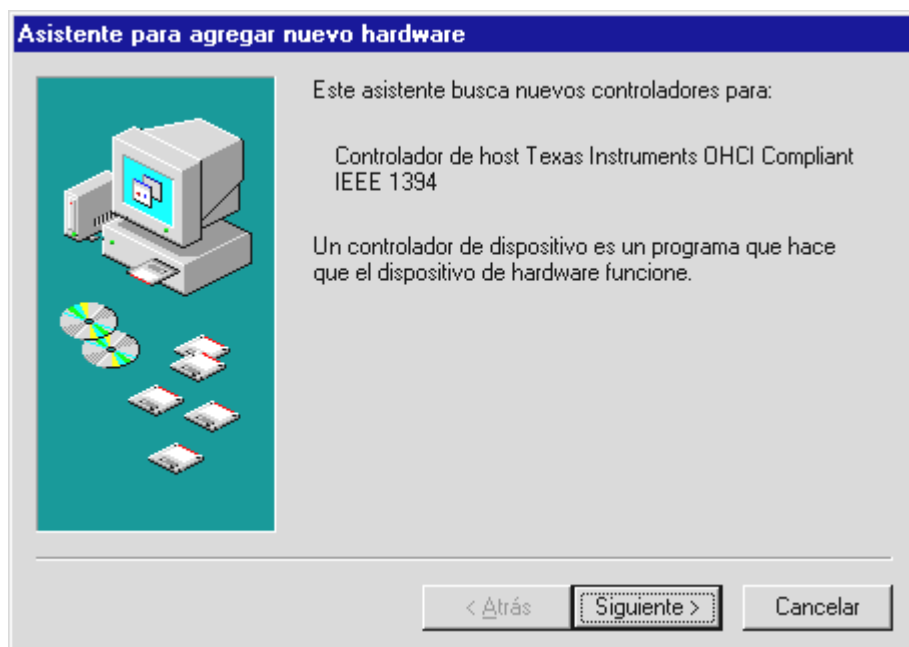 Asistente para agregar nuevo hardware
Este asistente busca nuevos controladores para:
Controlador de host Texas Instruments OHCI Compliant
IEEE 1394
Un controlador de dispositivo es un programa que hace
que el dispositivo de hardware funcione.
< Atrás
Siguiente >
Cancelar